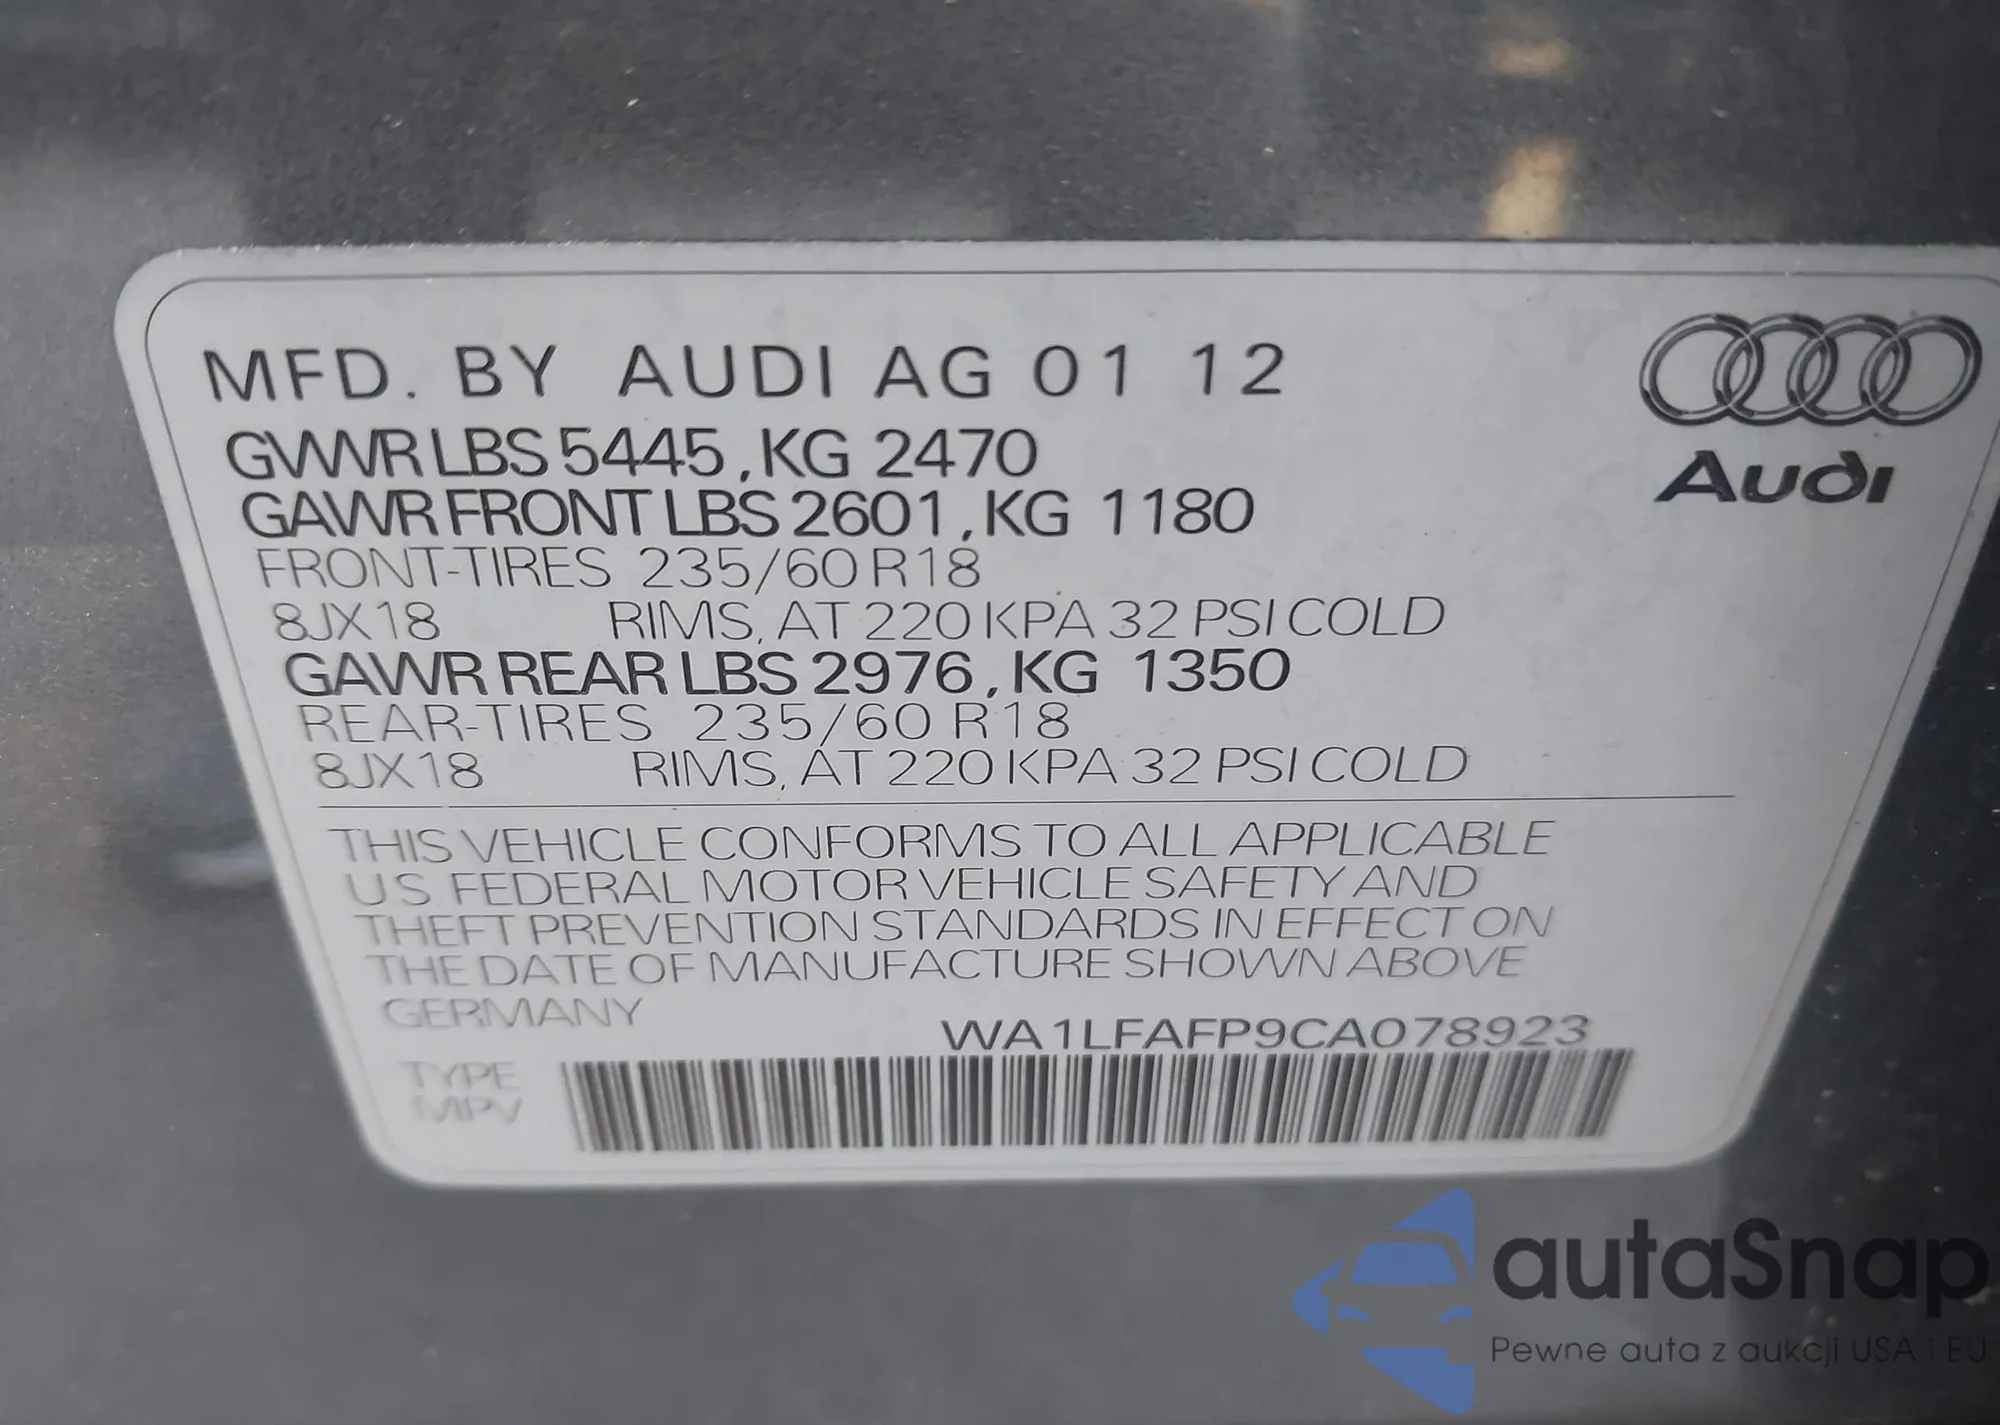 MFD. BY AUDI AG 01 12
GVWR LBS 5445, KG 2470
GAWR FRONT LBS 2601, KG 1180
FRONT-TIRES 235/60 R18
8JX18 RIMS, AT 220 KPA 32 PSI COLD
GAWR REAR LBS 2976, KG 1350
REAR-TIRES 235/60 R18
8JX18 RIMS, AT 220 KPA 32 PSI COLD
Audi
THIS VEHICLE CONFORMS TO ALL APPLICABLE
U.S. FEDERAL MOTOR VEHICLE SAFETY AND
THEFT PREVENTION STANDARDS IN EFFECT ON
THE DATE OF MANUFACTURE SHOWN ABOVE
GERMANY
WA1LFAFP9CA078923
TYPE
MPV
autaSnap
Pewne auta z aukcji USA i EU